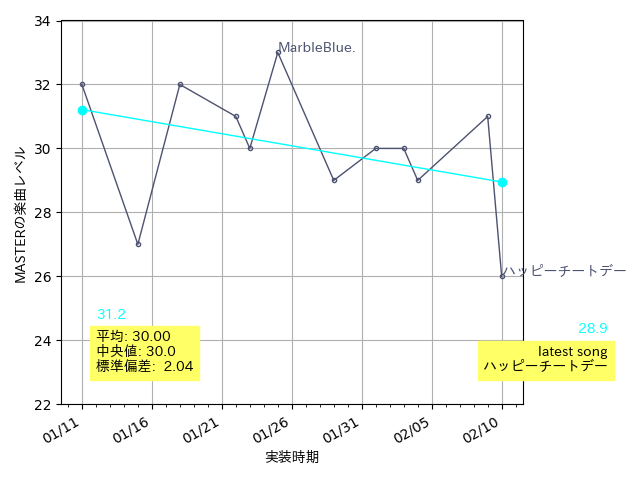 34
32
30
28
26
24
22
MASTERの楽曲レベル
MarbleBlue.
ハッピーチートデー
31.2
平均: 30.00
中央値: 30.0
標準偏差: 2.04
28.9
latest song
ハッピーチートデー
01/11
01/16
01/21
01/26
01/31
02/05
02/10
実装時期